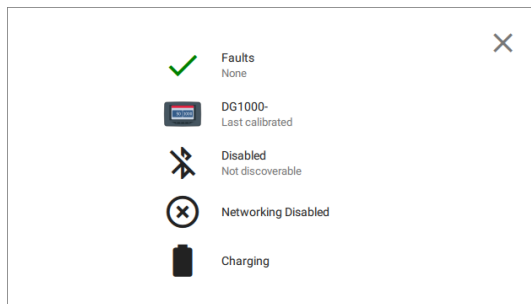 Faults
None
DG1000-
Last calibrated
Disabled
Not discoverable
Networking Disabled
Charging